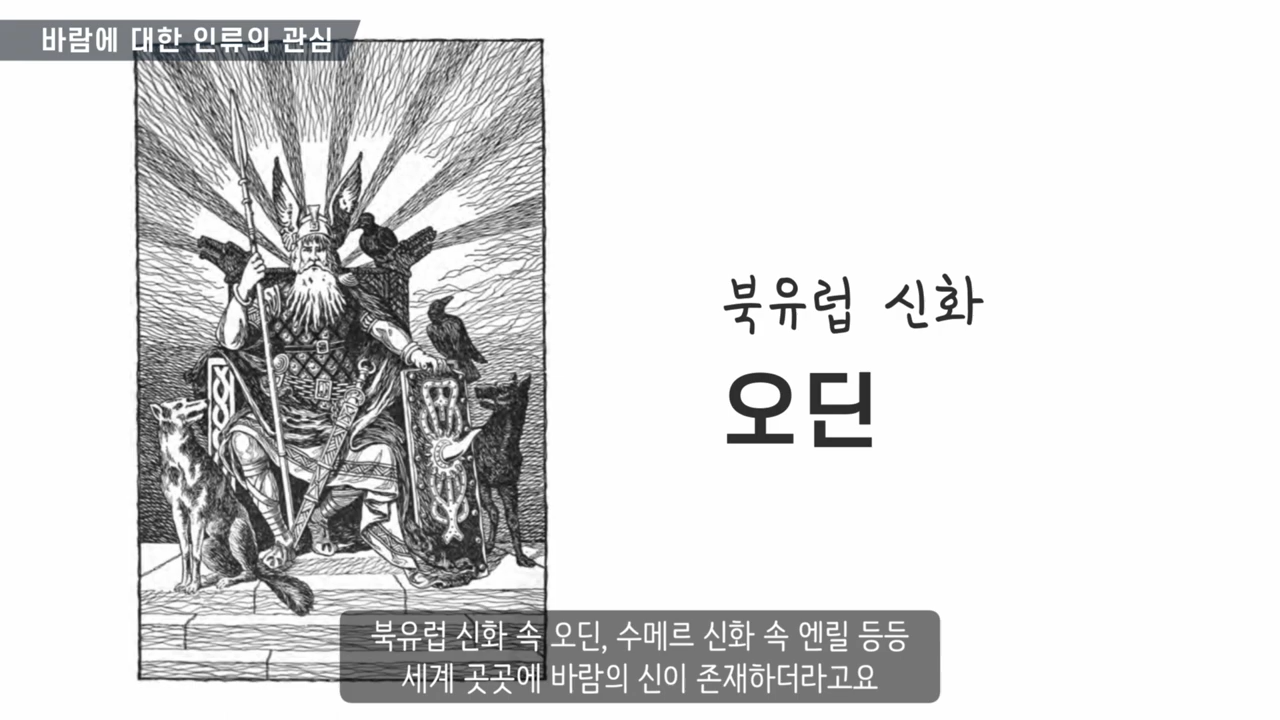 바람에 대한 인류의 관심
북유럽 신화
오딘
북유럽 신화 속 오딘, 수메르 신화 속 엔릴 등등
세계 곳곳에 바람의 신이 존재하더라고요